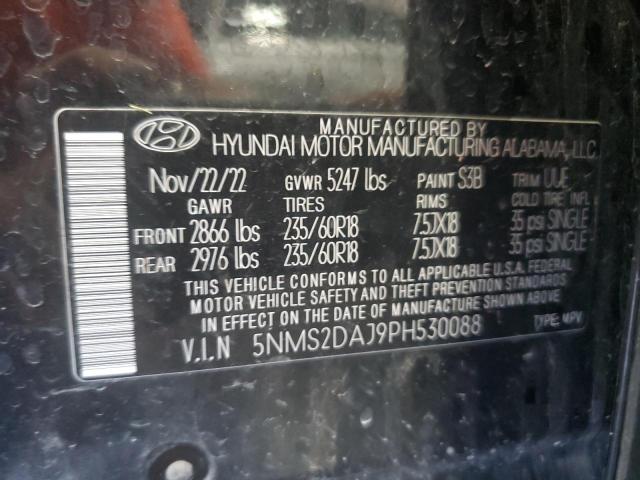 MANUFACTURED BY
HYUNDAI MOTOR MANUFACTURING ALABAMA, LLC
Nov/22/22 GVWR 5247 lbs PAINT S3B TRIM UUE
GAWR TIRES RIMS COLD TIRE INFL.
FRONT 2866 lbs 235/60R18 7.5JX18 35 psi SINGLE
REAR 2976 lbs 235/60R18 7.5JX18 35 psi SINGLE
THIS VEHICLE CONFORMS TO ALL APPLICABLE U.S.A. FEDERAL
MOTOR VEHICLE SAFETY AND THEFT PREVENTION STANDARDS
IN EFFECT ON THE DATE OF MANUFACTURE SHOWN ABOVE.
V.I.N 5NMS2DAJ9PH530088 TYPE: MPV